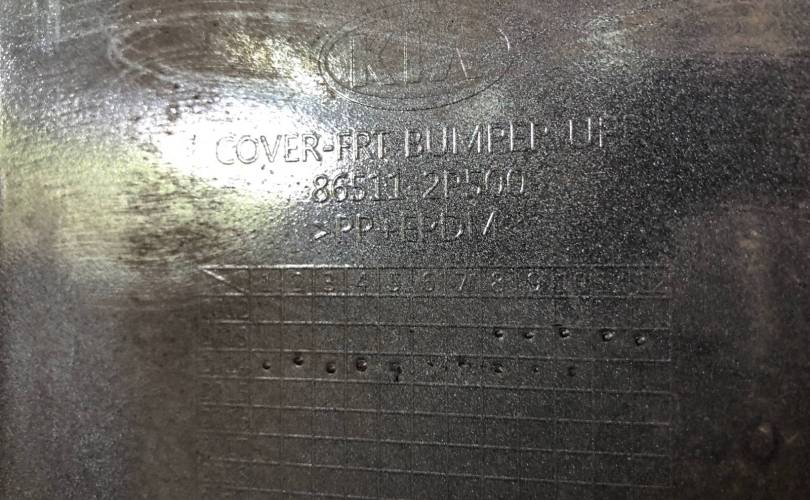 KIA
COVER-FRT BUMPER UP
86511-2P500
>PP+EPDM<
1 2 3 4 5 6 7 8 9 10 11 12